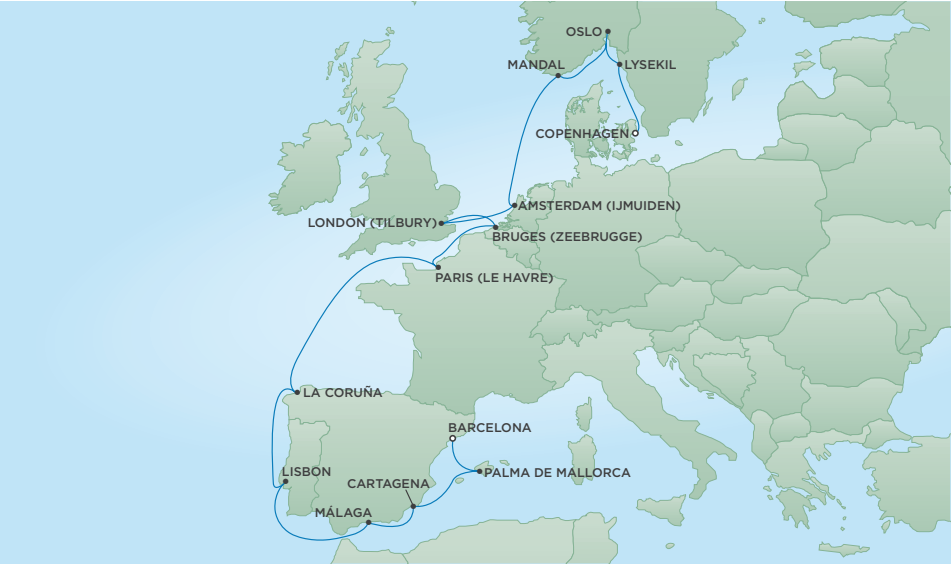 OSLO
MANDAL
LYSEKIL
COPENHAGEN
AMSTERDAM (IJMUIDEN)
LONDON (TILBURY)
BRUGES (ZEEBRUGGE)
PARIS (LE HAVRE)
LA CORUÑA
BARCELONA
LISBON
PALMA DE MALLORCA
CARTAGENA
MÁLAGA